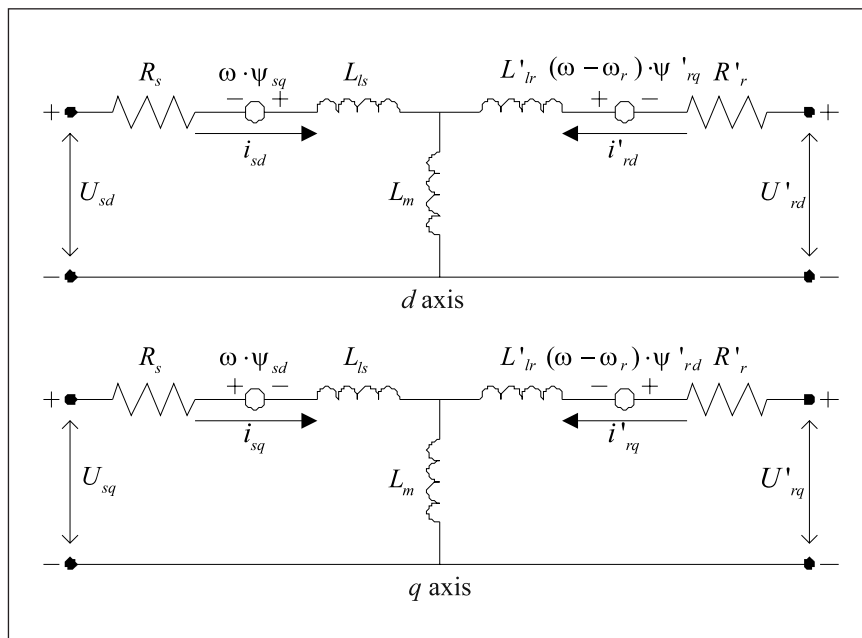 R_s ω·ψ_sq L_ls L'_lr (ω − ω_r)·ψ'_rq R'_r
+ − + + − +
i_sd i'_rd
U_sd L_m U'_rd
− −
d axis
R_s ω·ψ_sd L_ls L'_lr (ω − ω_r)·ψ'_rd R'_r
+ + − − + +
i_sq i'_rq
U_sq L_m U'_rq
− −
q axis